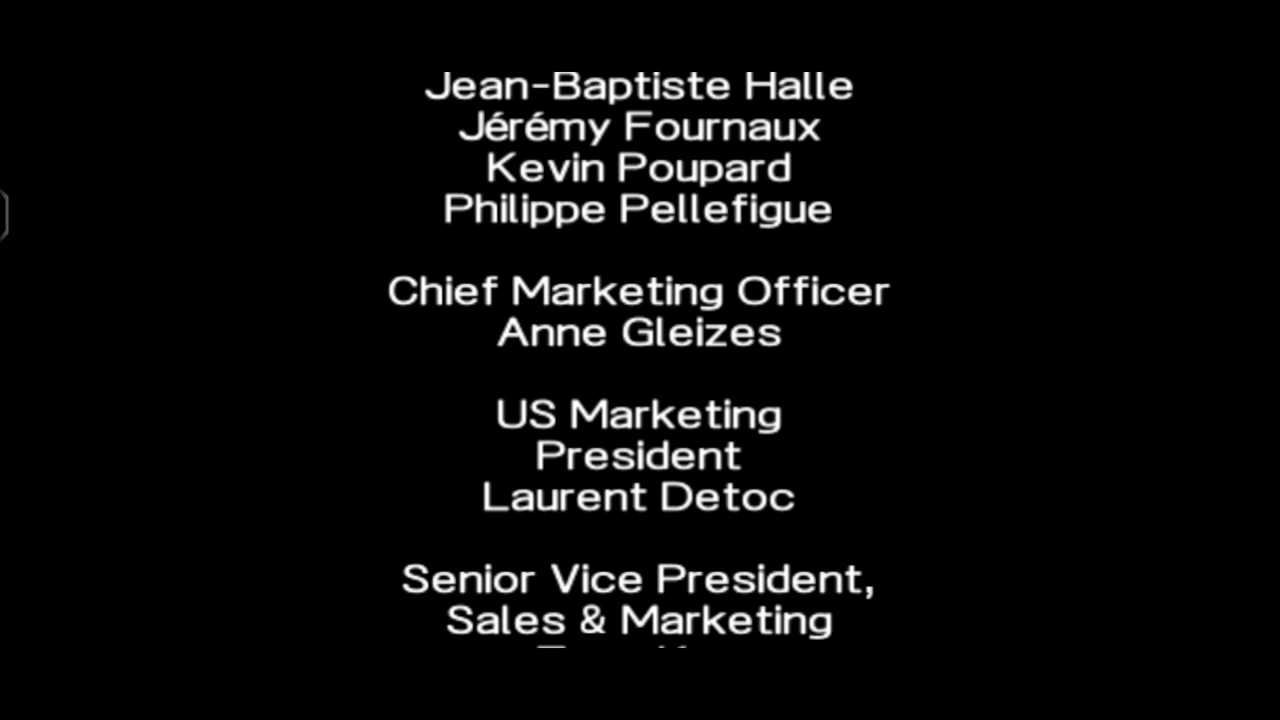 Jean-Baptiste Halle
Jérémy Fournaux
Kevin Poupard
Philippe Pellefigue
Chief Marketing Officer
Anne Gleizes
US Marketing
President
Laurent Detoc
Senior Vice President,
Sales & Marketing